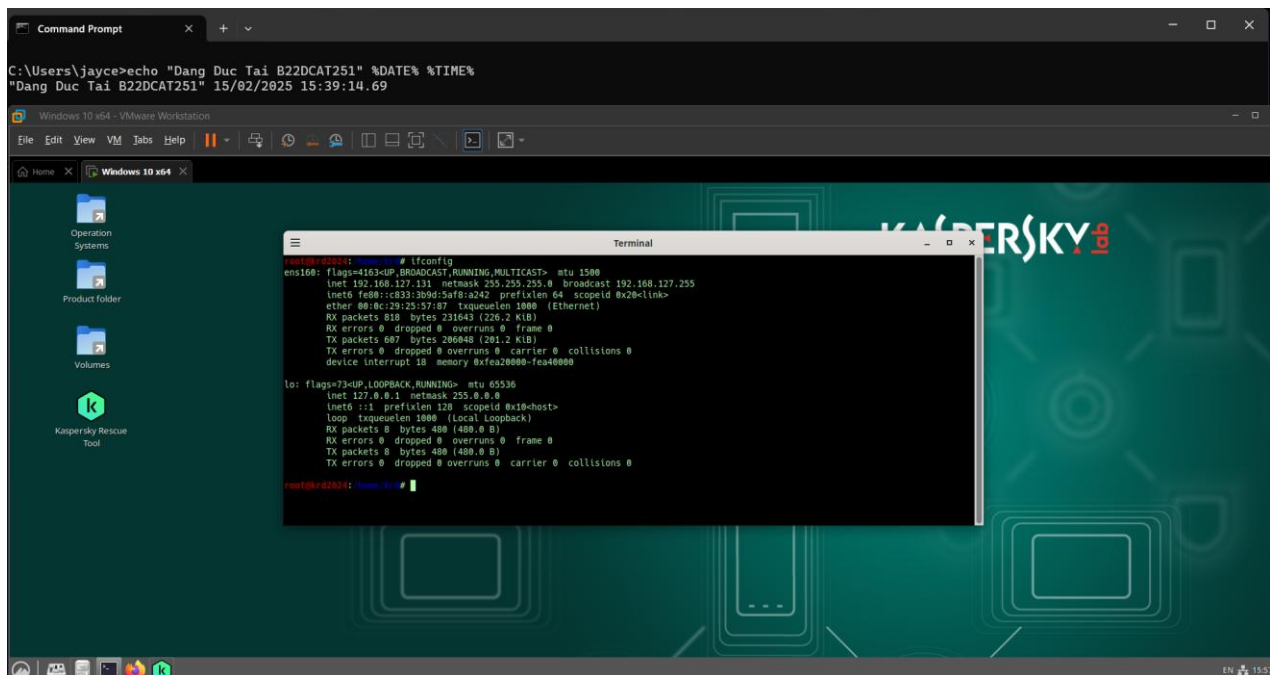 Command Prompt
C:\Users\jayce>echo "Dang Duc Tai B22DCAT251" %DATE% %TIME%
"Dang Duc Tai B22DCAT251" 15/02/2025 15:39:14.69
Windows 10 x64 - VMware Workstation
File Edit View VM Tabs Help
Home Windows 10 x64
Operation
Systems
Product folder
Volumes
Kaspersky Rescue
Tool
KASPERSKY lab
Terminal
root@krd2024:/home/krd# ifconfig
ens160: flags=4163<UP,BROADCAST,RUNNING,MULTICAST> mtu 1500
inet 192.168.127.131 netmask 255.255.255.0 broadcast 192.168.127.255
inet6 fe80::c833:3b9d:5af8:a242 prefixlen 64 scopeid 0x20<link>
ether 00:0c:29:25:57:87 txqueuelen 1000 (Ethernet)
RX packets 818 bytes 231643 (226.2 KiB)
RX errors 0 dropped 0 overruns 0 frame 0
TX packets 607 bytes 206048 (201.2 KiB)
TX errors 0 dropped 0 overruns 0 carrier 0 collisions 0
device interrupt 18 memory 0xfea20000-fea40000
lo: flags=73<UP,LOOPBACK,RUNNING> mtu 65536
inet 127.0.0.1 netmask 255.0.0.0
inet6 ::1 prefixlen 128 scopeid 0x10<host>
loop txqueuelen 1000 (Local Loopback)
RX packets 8 bytes 480 (480.0 B)
RX errors 0 dropped 0 overruns 0 frame 0
TX packets 8 bytes 480 (480.0 B)
TX errors 0 dropped 0 overruns 0 carrier 0 collisions 0
root@krd2024:/home/krd#
EN 15:5